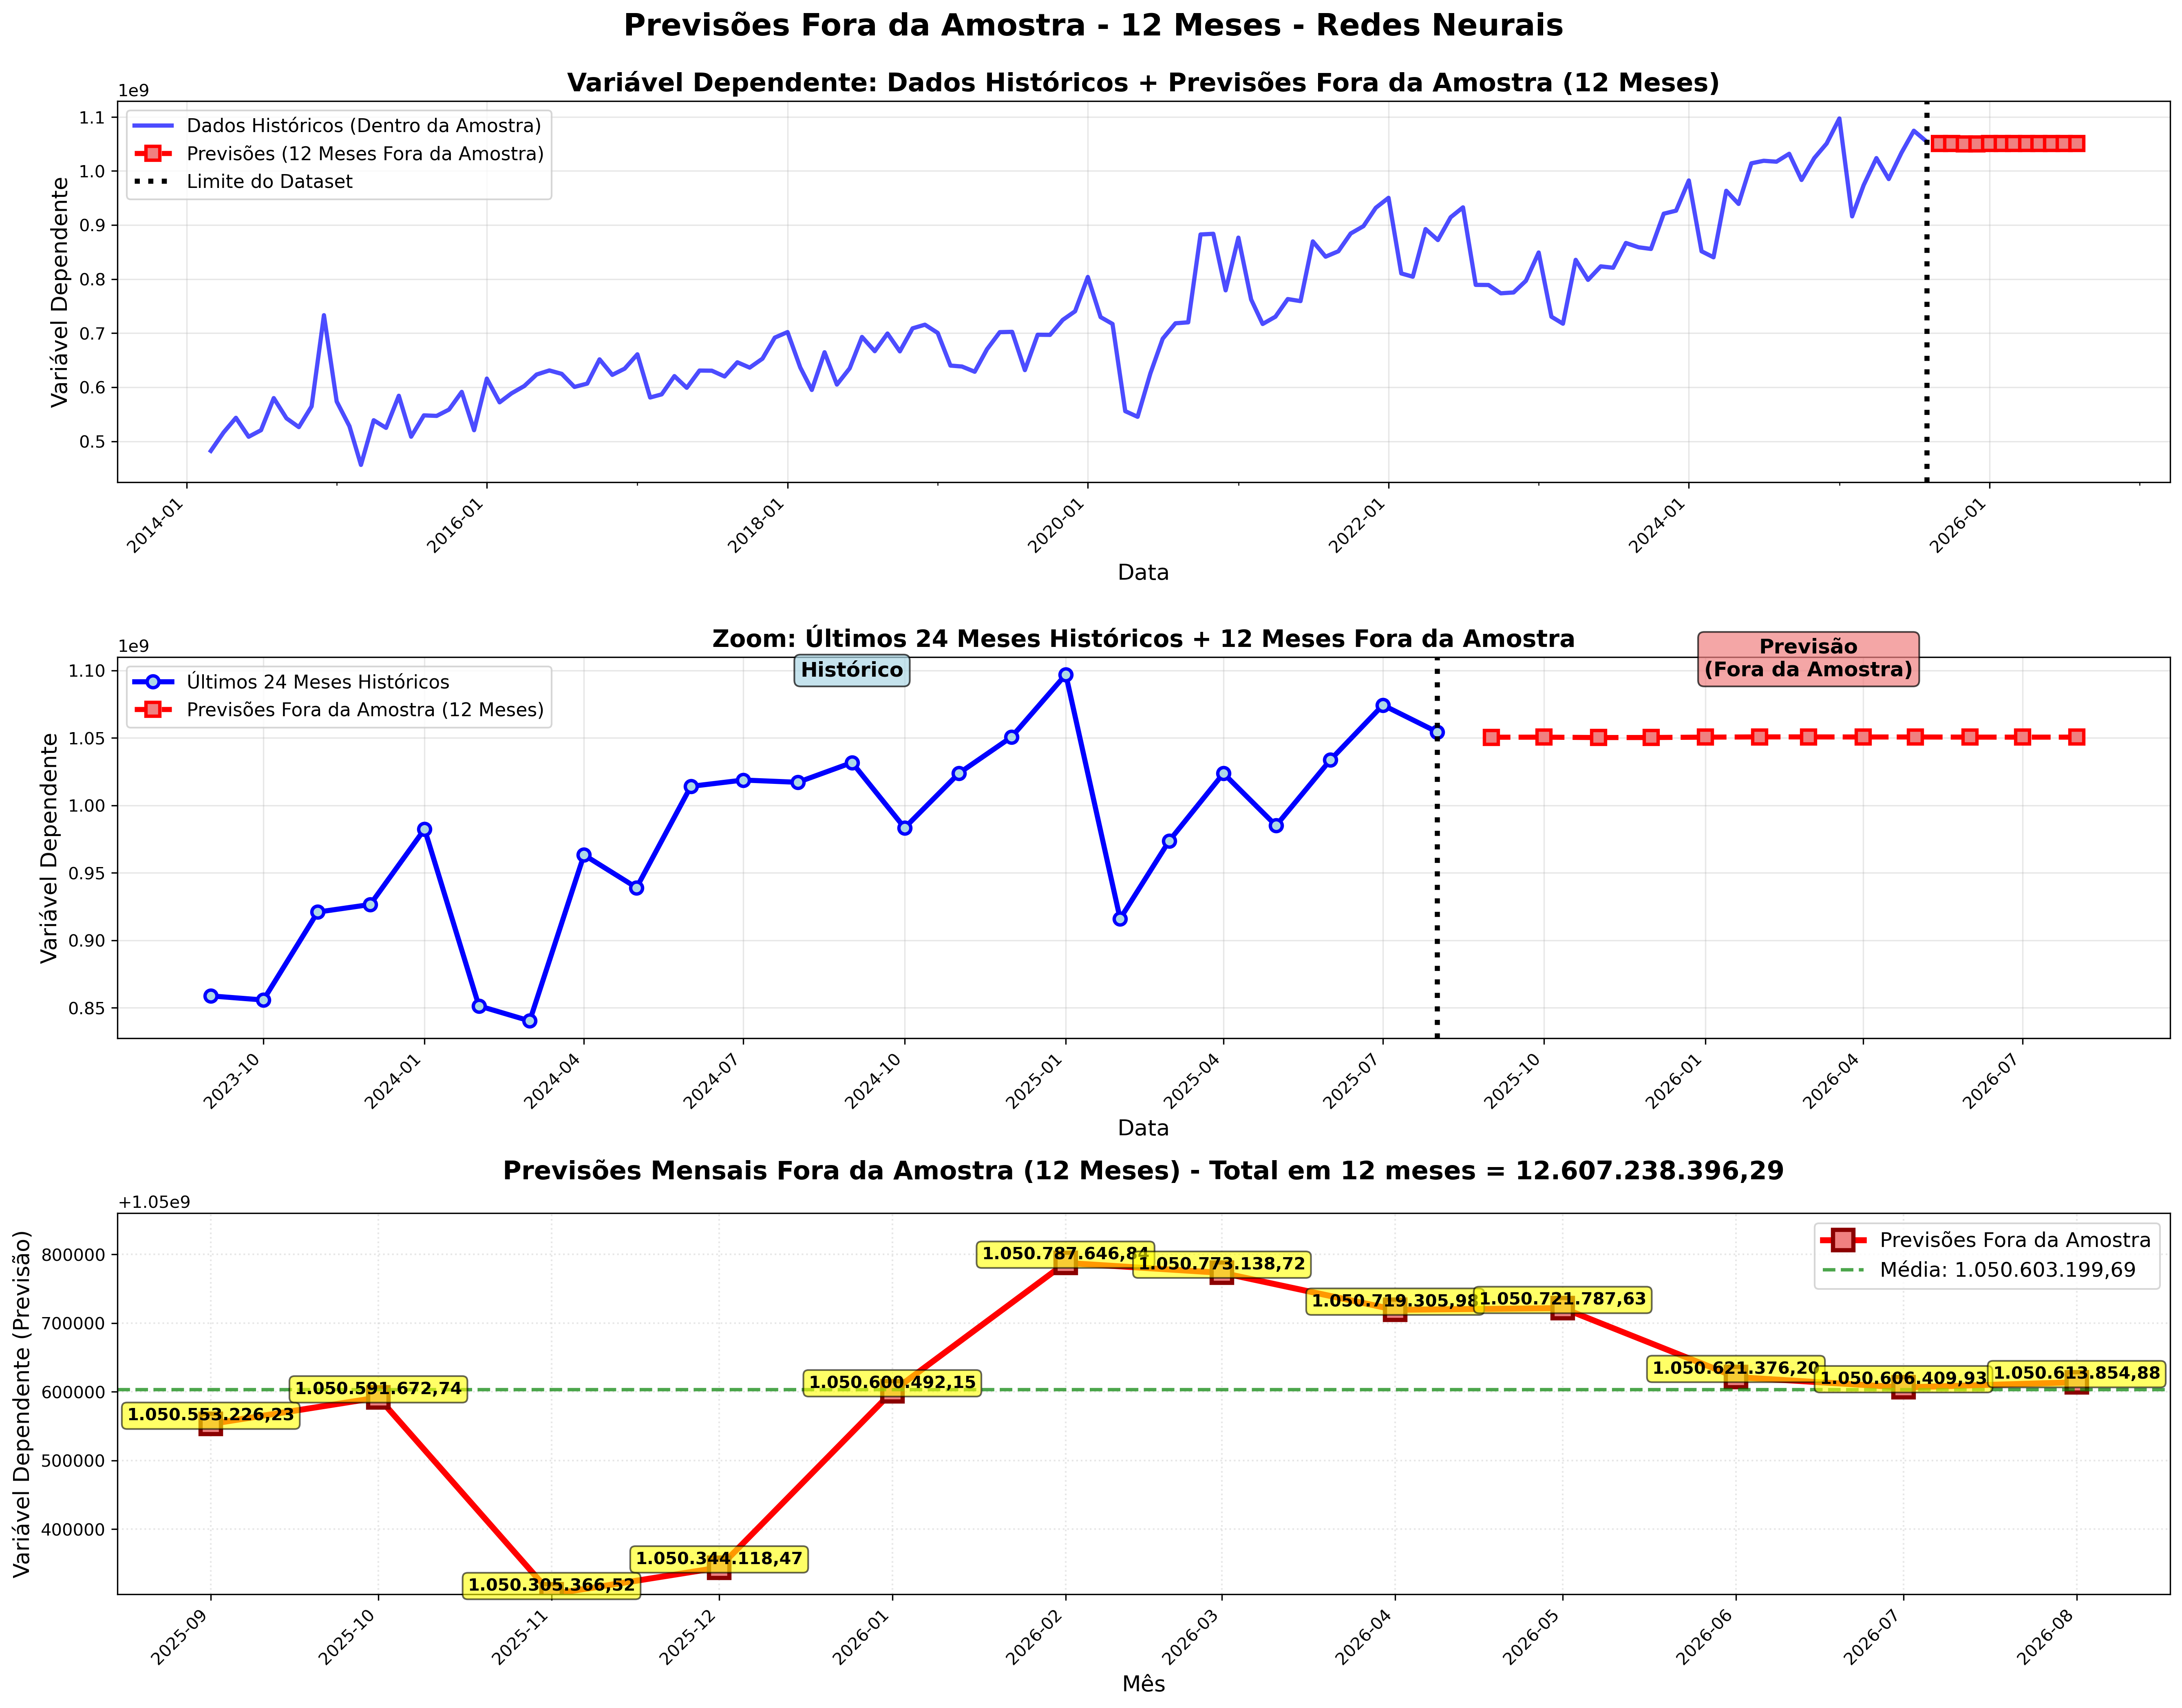 Previsões Fora da Amostra - 12 Meses - Redes Neurais
Variável Dependente: Dados Históricos + Previsões Fora da Amostra (12 Meses)
1e9
Dados Históricos (Dentro da Amostra)
Previsões (12 Meses Fora da Amostra)
Limite do Dataset
Variável Dependente
1.1
1.0
0.9
0.8
0.7
0.6
0.5
2014-01
2016-01
2018-01
2020-01
2022-01
2024-01
2026-01
Data
Zoom: Últimos 24 Meses Históricos + 12 Meses Fora da Amostra
1e9
Últimos 24 Meses Históricos
Previsões Fora da Amostra (12 Meses)
Histórico
Previsão
(Fora da Amostra)
Variável Dependente
1.10
1.05
1.00
0.95
0.90
0.85
2023-10
2024-01
2024-04
2024-07
2024-10
2025-01
2025-04
2025-07
2025-10
2026-01
2026-04
2026-07
Data
Previsões Mensais Fora da Amostra (12 Meses) - Total em 12 meses = 12.607.238.396,29
+1.05e9
Previsões Fora da Amostra
Média: 1.050.603.199,69
Variável Dependente (Previsão)
800000
700000
600000
500000
400000
1.050.553.226,23
1.050.591.672,74
1.050.305.366,52
1.050.344.118,47
1.050.600.492,15
1.050.787.646,84
1.050.773.138,72
1.050.719.305,98
1.050.721.787,63
1.050.621.376,20
1.050.606.409,93
1.050.613.854,88
2025-09
2025-10
2025-11
2025-12
2026-01
2026-02
2026-03
2026-04
2026-05
2026-06
2026-07
2026-08
Mês